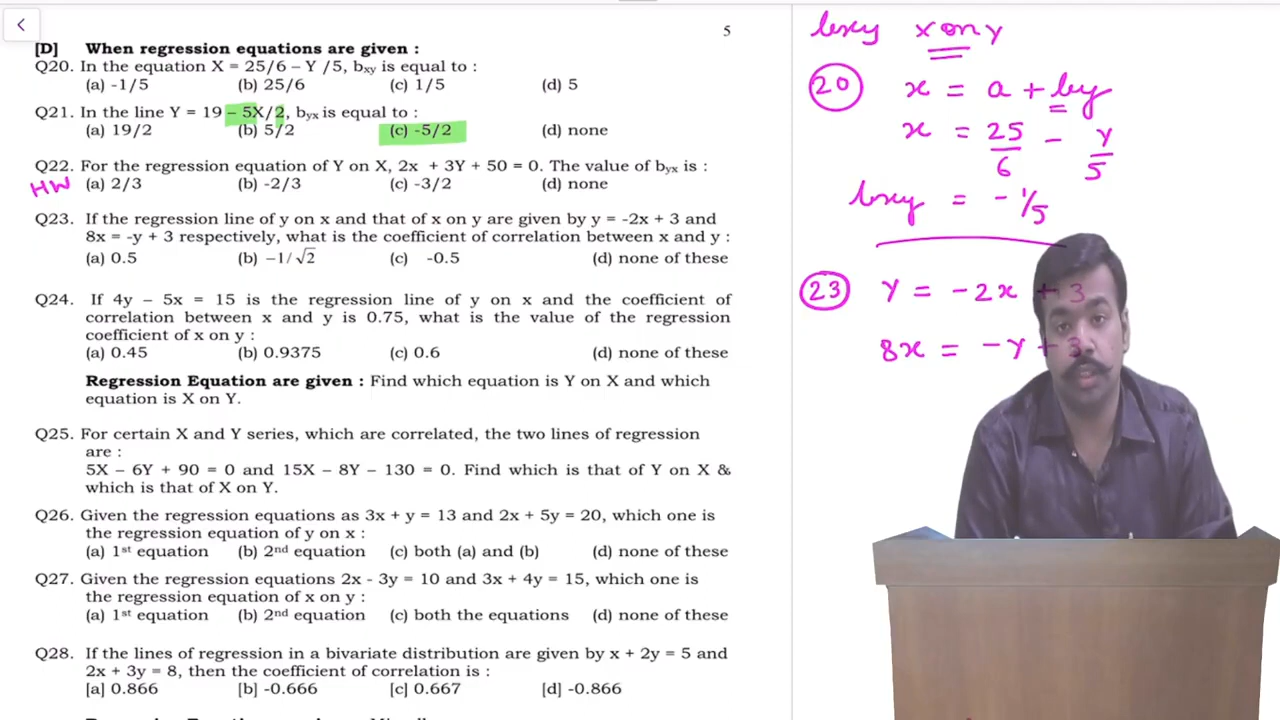 5
[D] When regression equations are given :
Q20. In the equation X = 25/6 – Y /5, bxy is equal to :
(a) -1/5 (b) 25/6 (c) 1/5 (d) 5
Q21. In the line Y = 19 – 5X/2, byx is equal to :
(a) 19/2 (b) 5/2 (c) -5/2 (d) none
Q22. For the regression equation of Y on X, 2x + 3Y + 50 = 0. The value of byx is :
HW (a) 2/3 (b) -2/3 (c) -3/2 (d) none
Q23. If the regression line of y on x and that of x on y are given by y = -2x + 3 and
8x = -y + 3 respectively, what is the coefficient of correlation between x and y :
(a) 0.5 (b) −1/√2 (c) -0.5 (d) none of these
Q24. If 4y – 5x = 15 is the regression line of y on x and the coefficient of
correlation between x and y is 0.75, what is the value of the regression
coefficient of x on y :
(a) 0.45 (b) 0.9375 (c) 0.6 (d) none of these
Regression Equation are given : Find which equation is Y on X and which
equation is X on Y.
Q25. For certain X and Y series, which are correlated, the two lines of regression
are :
5X – 6Y + 90 = 0 and 15X – 8Y – 130 = 0. Find which is that of Y on X &
which is that of X on Y.
Q26. Given the regression equations as 3x + y = 13 and 2x + 5y = 20, which one is
the regression equation of y on x :
(a) 1st equation (b) 2nd equation (c) both (a) and (b) (d) none of these
Q27. Given the regression equations 2x - 3y = 10 and 3x + 4y = 15, which one is
the regression equation of x on y :
(a) 1st equation (b) 2nd equation (c) both the equations (d) none of these
Q28. If the lines of regression in a bivariate distribution are given by x + 2y = 5 and
2x + 3y = 8, then the coefficient of correlation is :
[a] 0.866 [b] -0.666 [c] 0.667 [d] -0.866
bxy x on y
20 x = a + by
x = 25/6 - Y/5
bxy = -1/5
23 Y = -2x + 3
8x = -Y + 3